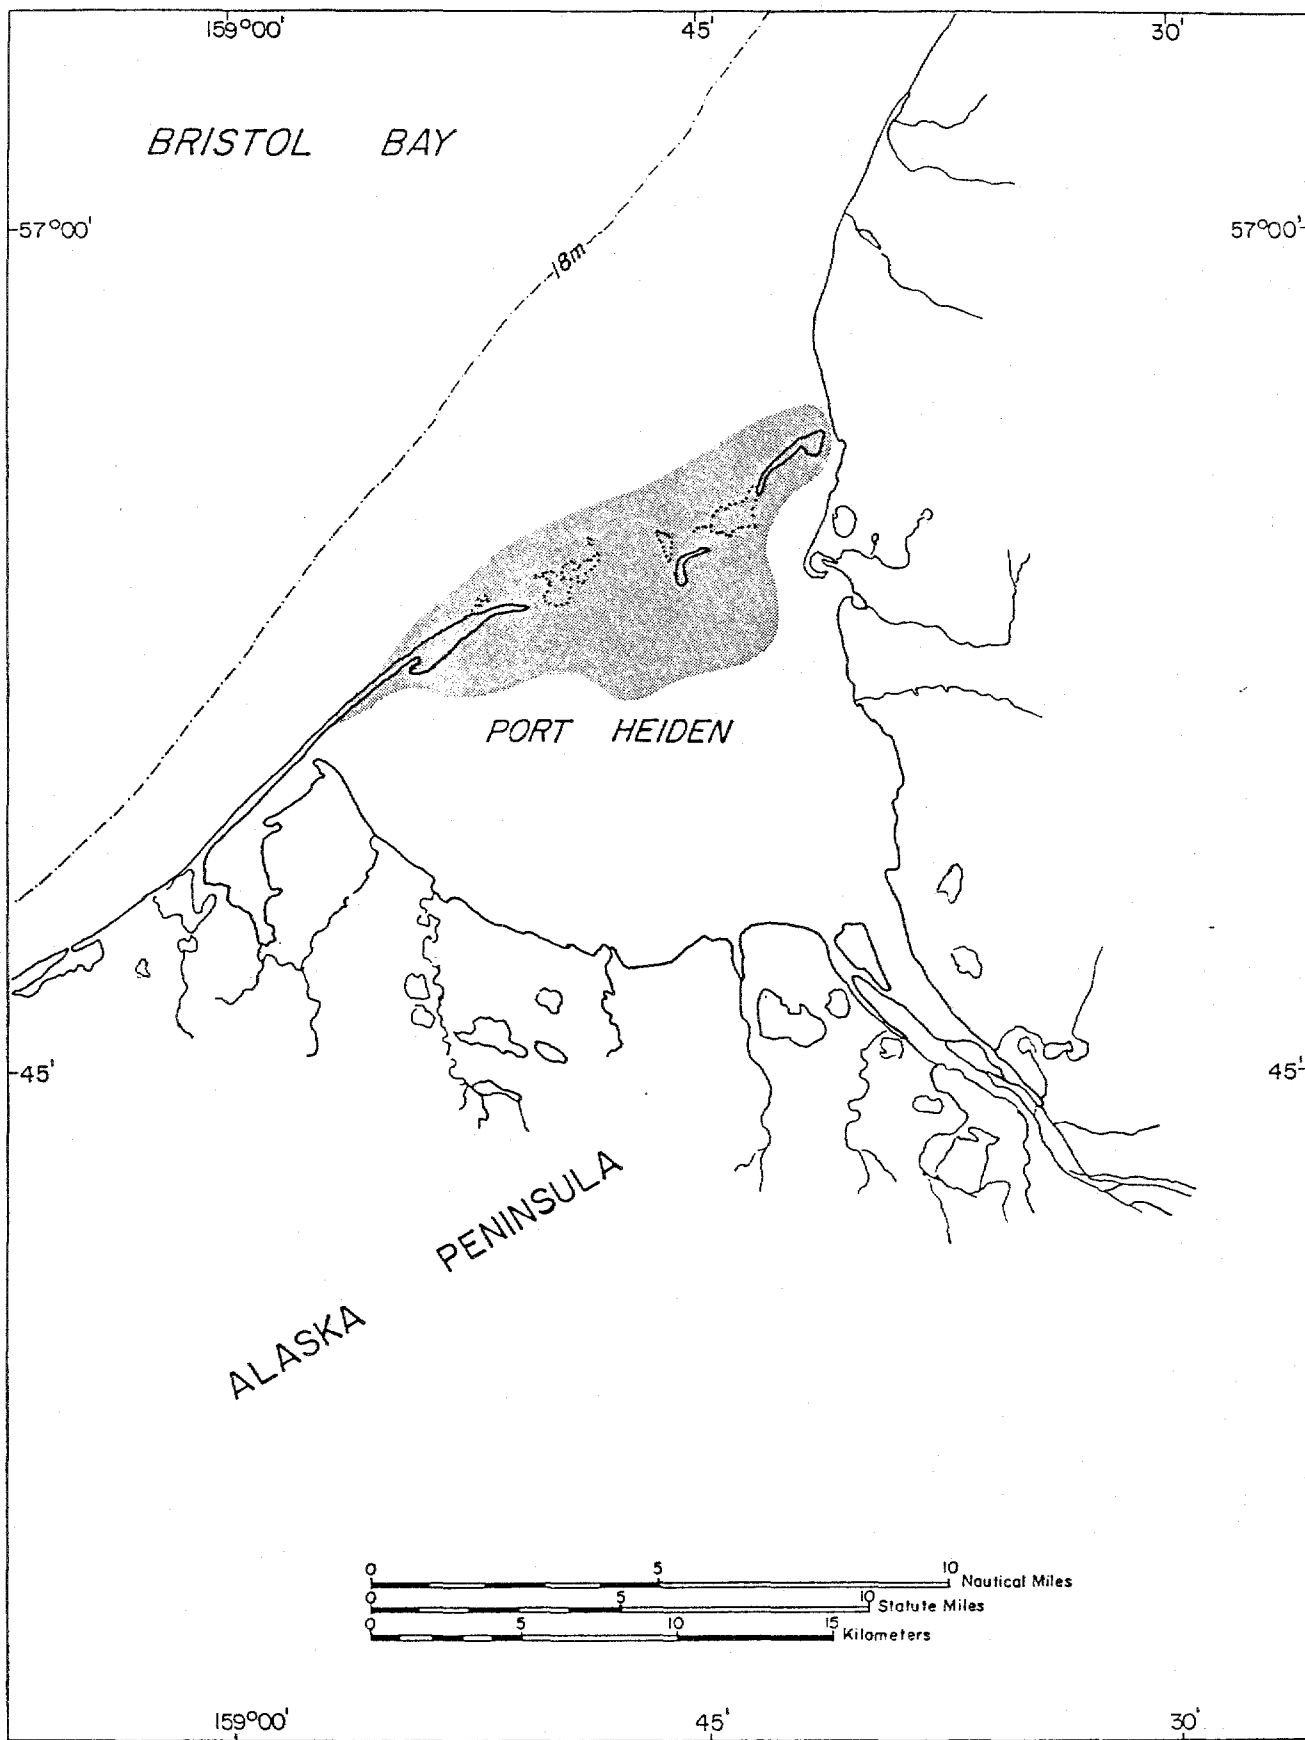 159°00' 45' 30'
BRISTOL BAY
57°00' 57°00'
18m
PORT HEIDEN
45' 45'
ALASKA PENINSULA
0 5 10 Nautical Miles
0 5 10 Statute Miles
0 5 10 15 Kilometers
159°00' 45' 30'